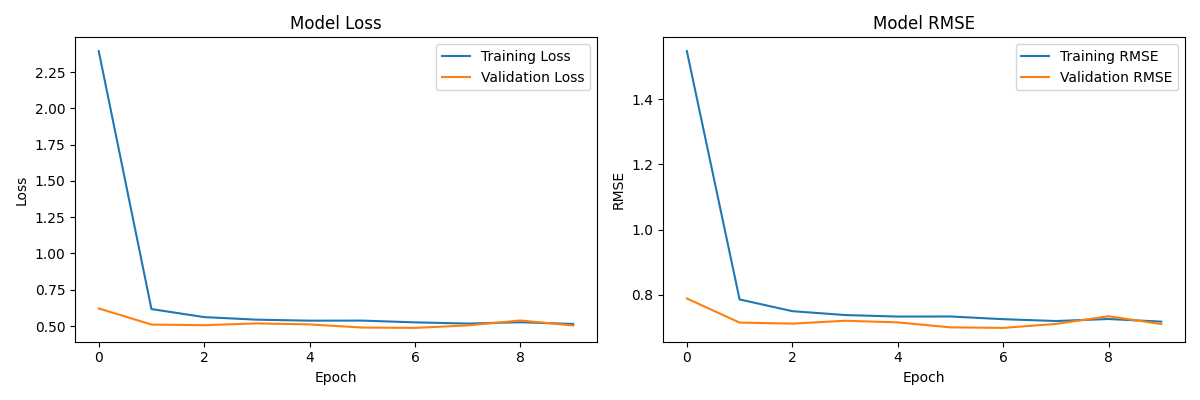 Model Loss
Training Loss
Validation Loss
2.25
2.00
1.75
1.50
1.25
1.00
0.75
0.50
Loss
0 2 4 6 8
Epoch
Model RMSE
Training RMSE
Validation RMSE
1.4
1.2
1.0
0.8
RMSE
0 2 4 6 8
Epoch